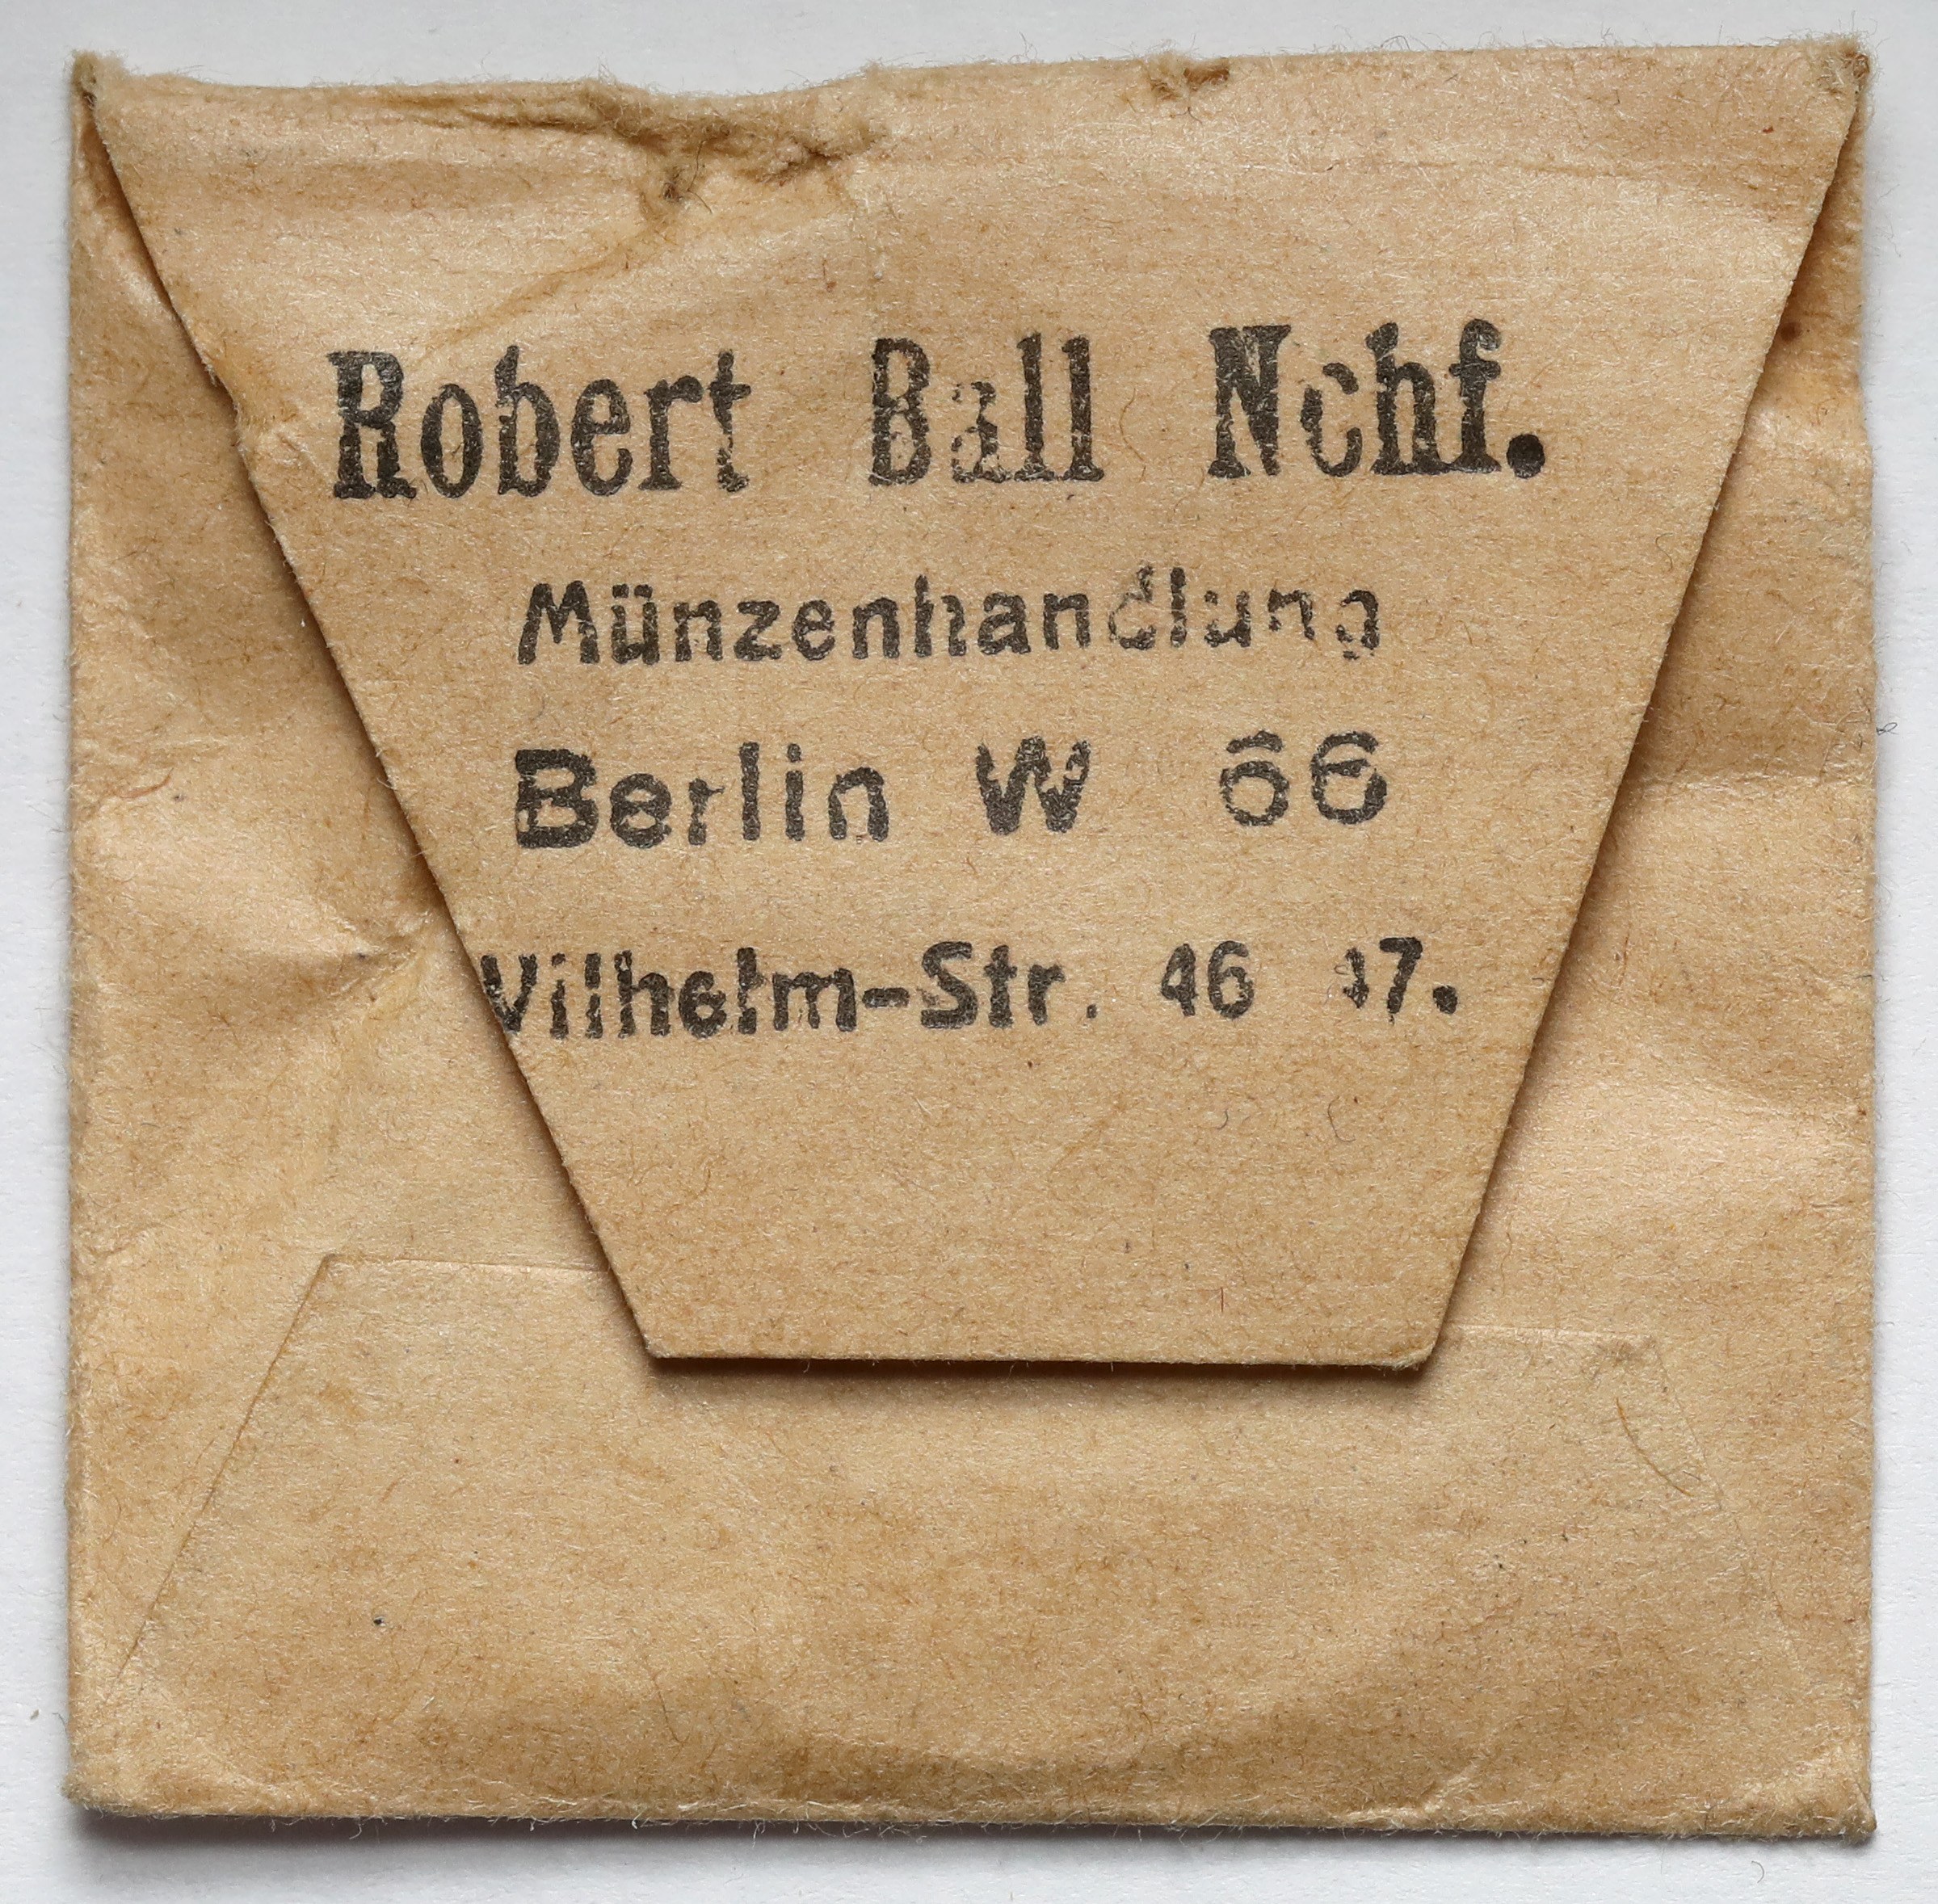 Robert Ball Nchf.
Münzenhandlung
Berlin W 66
Wilhelm-Str. 46 47.